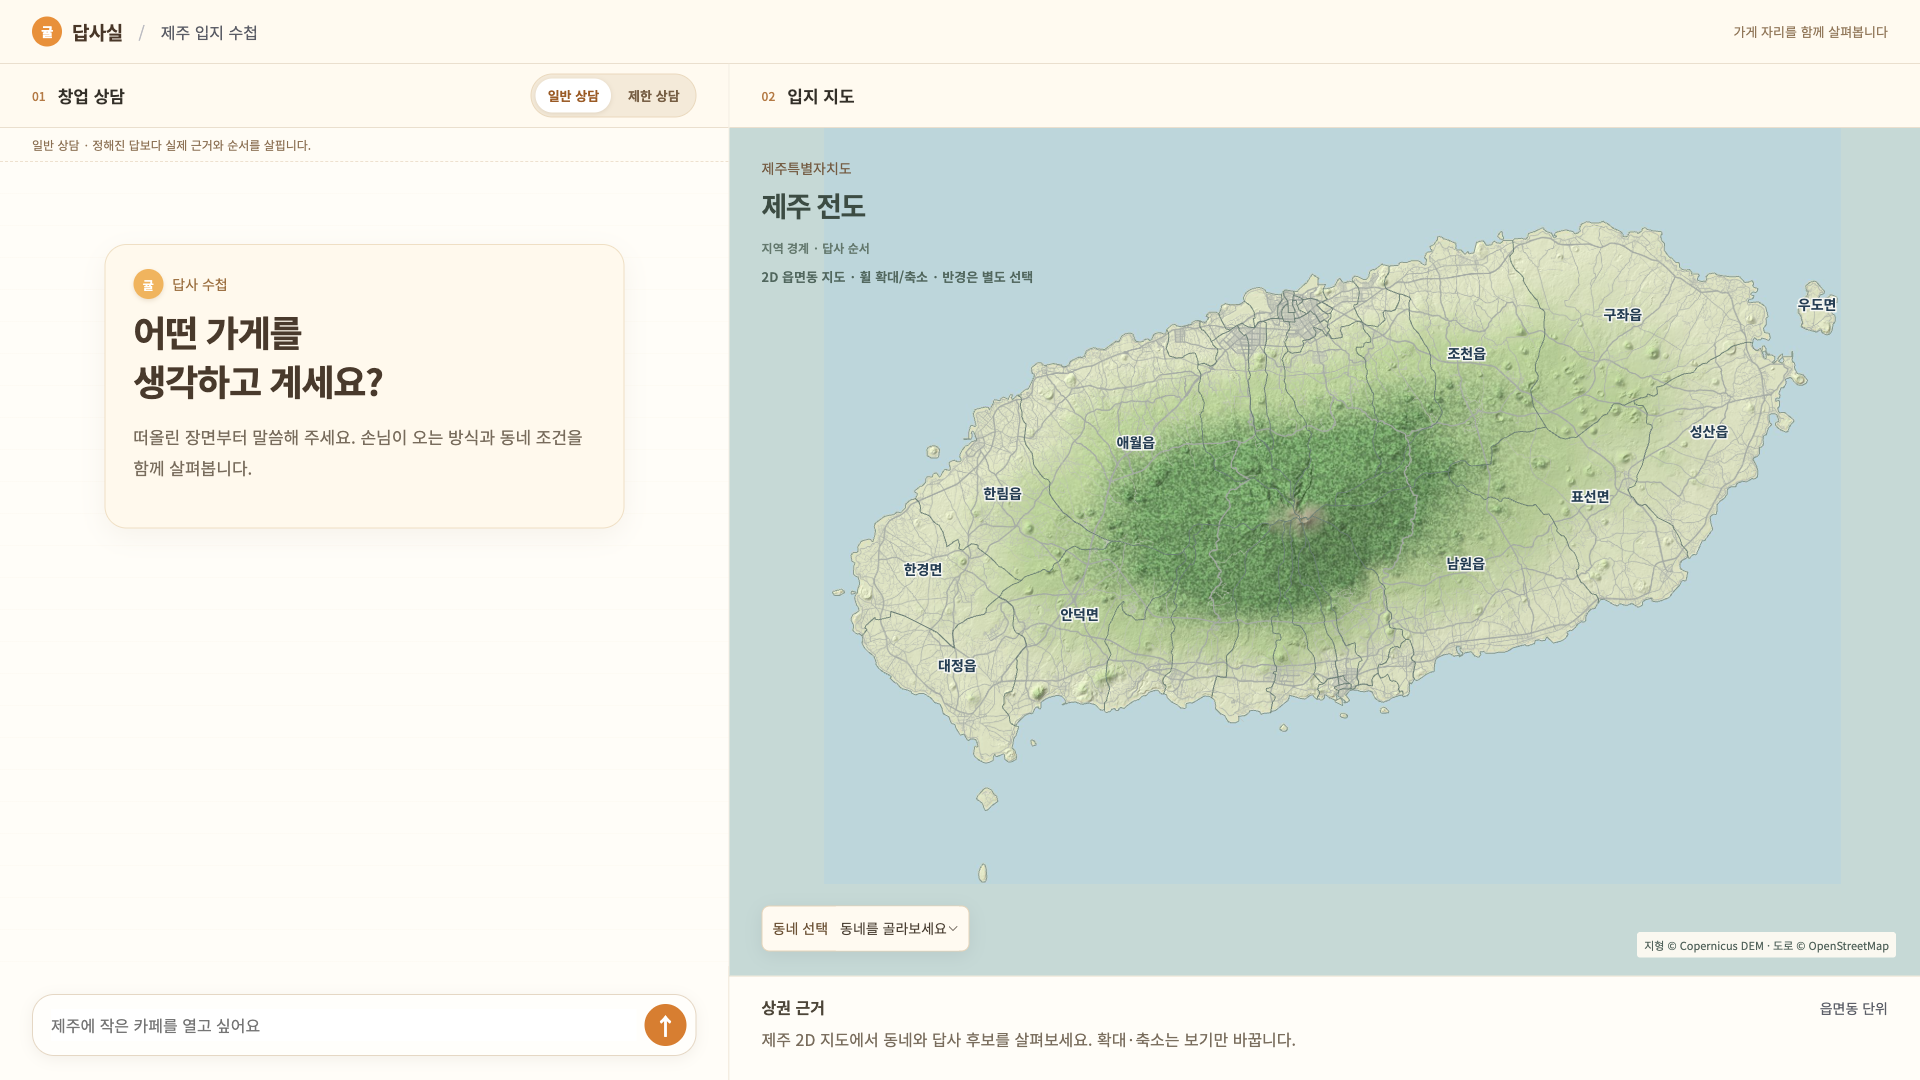 귤 답사실 / 제주 입지 수첩
가게 자리를 함께 살펴봅니다
01 창업 상담
일반 상담 제한 상담
일반 상담 · 정해진 답보다 실제 근거와 순서를 살핍니다.
귤 답사 수첩
어떤 가게를
생각하고 계세요?
떠올린 장면부터 말씀해 주세요. 손님이 오는 방식과 동네 조건을
함께 살펴봅니다.
제주에 작은 카페를 열고 싶어요
02 입지 지도
제주특별자치도
제주 전도
지역 경계 · 답사 순서
2D 읍면동 지도 · 휠 확대/축소 · 반경은 별도 선택
우도면
구좌읍
조천읍
성산읍
애월읍
한림읍
표선면
남원읍
한경면
안덕면
대정읍
동네 선택 동네를 골라보세요
지형 © Copernicus DEM · 도로 © OpenStreetMap
상권 근거
읍면동 단위
제주 2D 지도에서 동네와 답사 후보를 살펴보세요. 확대·축소는 보기만 바꿉니다.